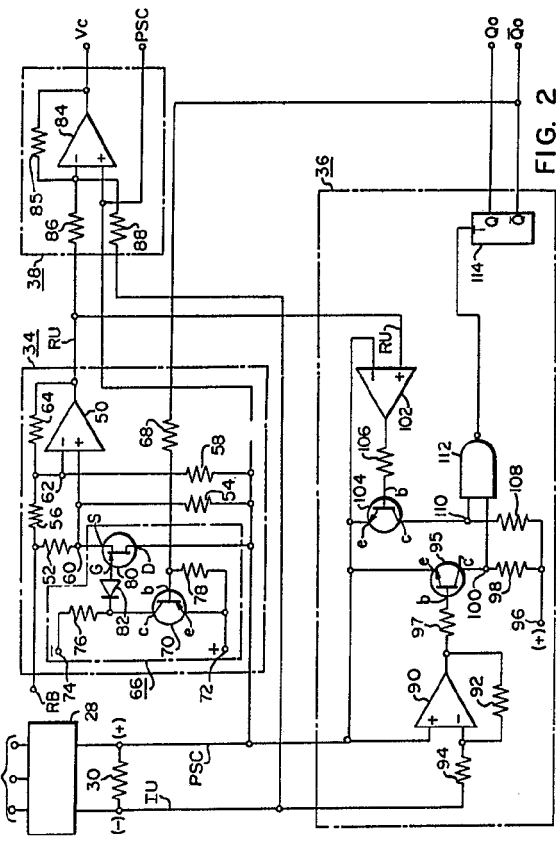 FIG. 2
28
30
(+)
(−)
PSC
IU
RB
34
RU
38
Vc
PSC
50
52
54
56
58
60
62
64
66
68
70
72
74
76
78
80
82
84
85
86
88
G
S
D
c
b
e
+
−
+
−
+
−
36
90
92
94
95
96
(+)
97
98
100
102
RU
104
106
108
110
112
114
e
b
c
e
b
c
+
−
+
−
T
Q
Q̅
Qo
Q̅o